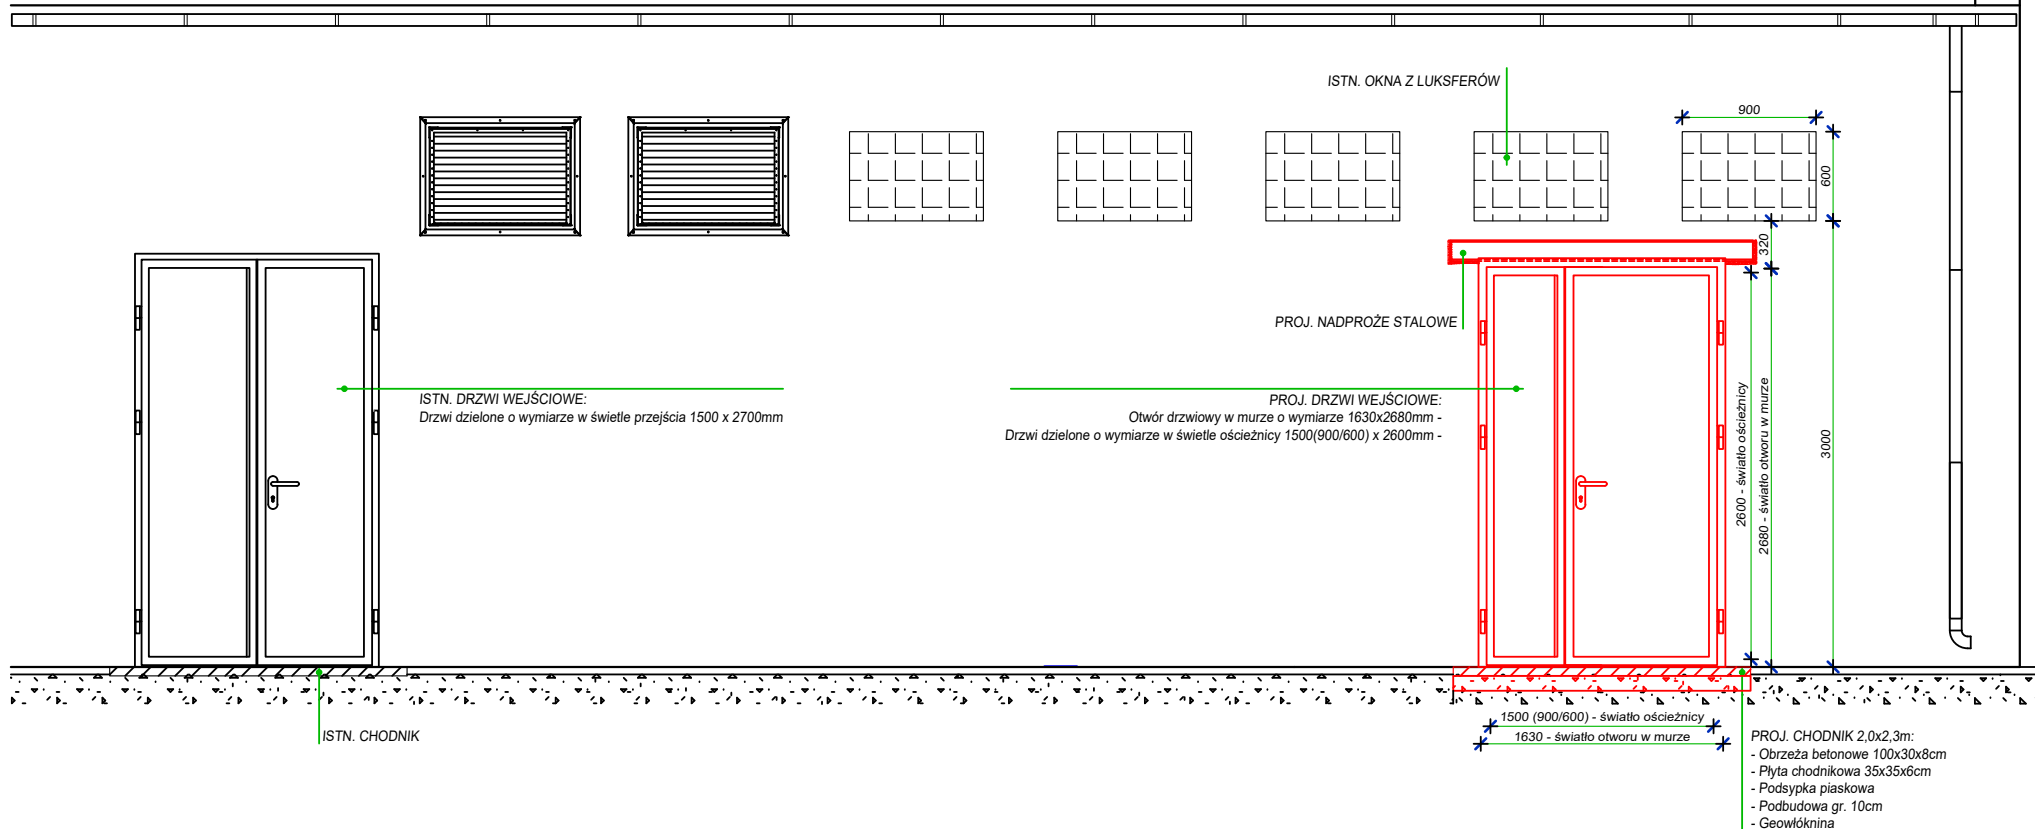 ISTN. OKNA Z LUKSFERÓW
900
600
320
PROJ. NADPROŻE STALOWE
ISTN. DRZWI WEJŚCIOWE:
Drzwi dzielone o wymiarze w świetle przejścia 1500 x 2700mm
PROJ. DRZWI WEJŚCIOWE:
Otwór drzwiowy w murze o wymiarze 1630x2680mm -
Drzwi dzielone o wymiarze w świetle ościeżnicy 1500(900/600) x 2600mm -
2600 - światło ościeżnicy
2680 - światło otworu w murze
3000
1500 (900/600) - światło ościeżnicy
1630 - światło otworu w murze
ISTN. CHODNIK
PROJ. CHODNIK 2,0x2,3m:
- Obrzeża betonowe 100x30x8cm
- Płyta chodnikowa 35x35x6cm
- Podsypka piaskowa
- Podbudowa gr. 10cm
- Geowłóknina